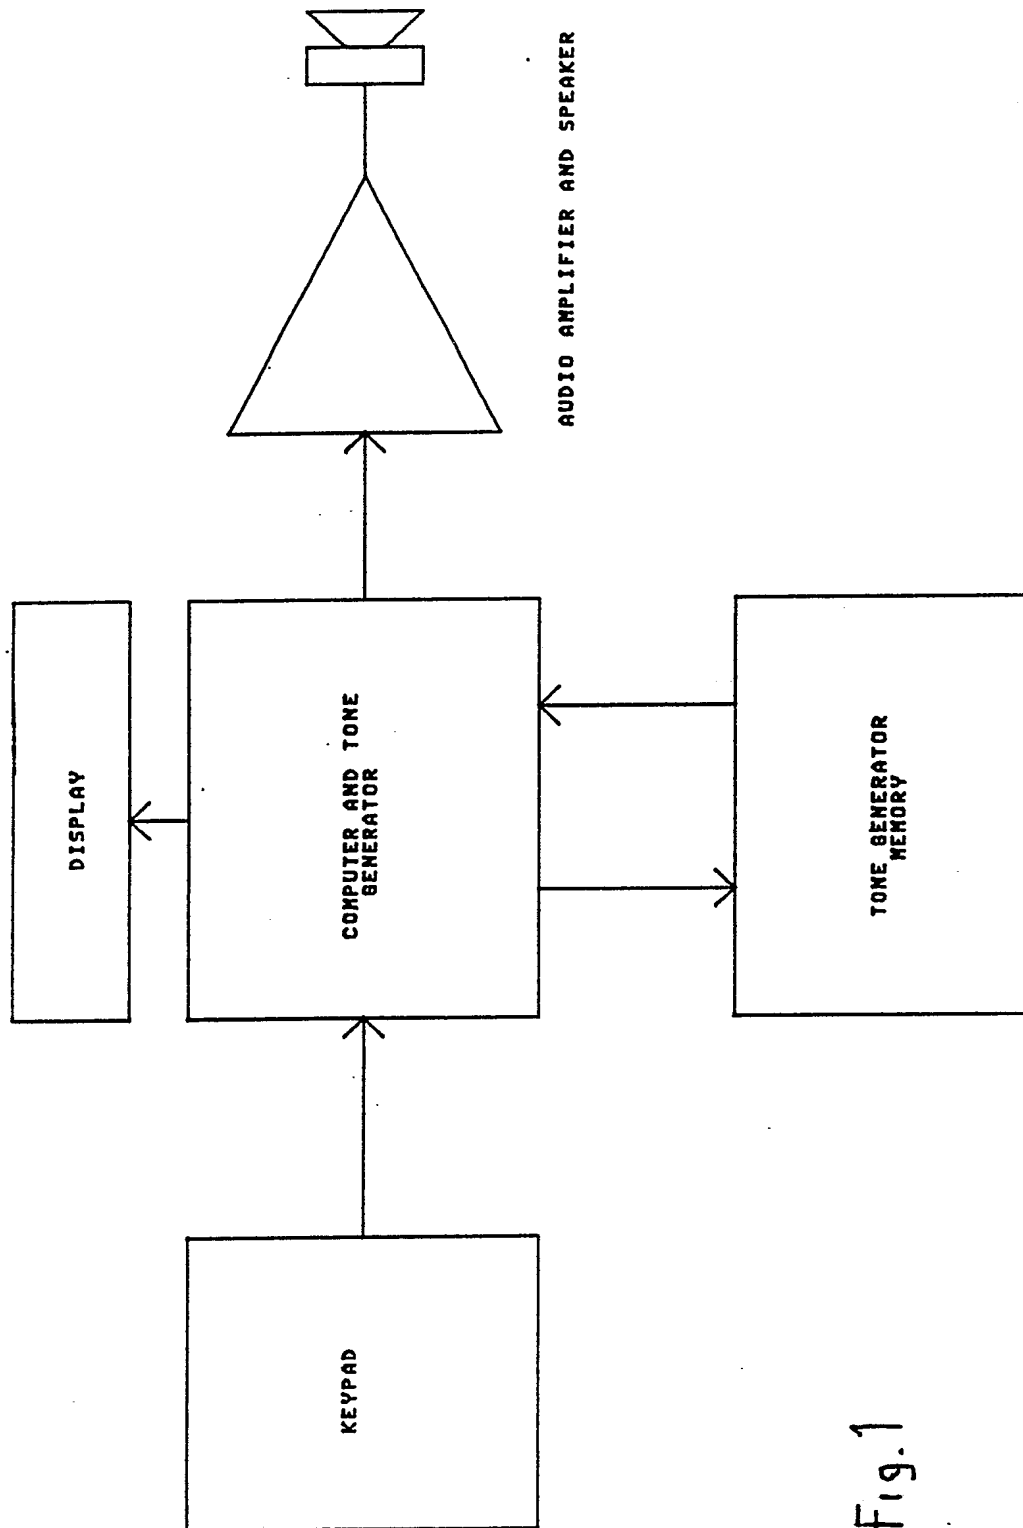 DISPLAY
KEYPAD
COMPUTER AND TONE
GENERATOR
AUDIO AMPLIFIER AND SPEAKER
TONE GENERATOR
MEMORY
Fig.1